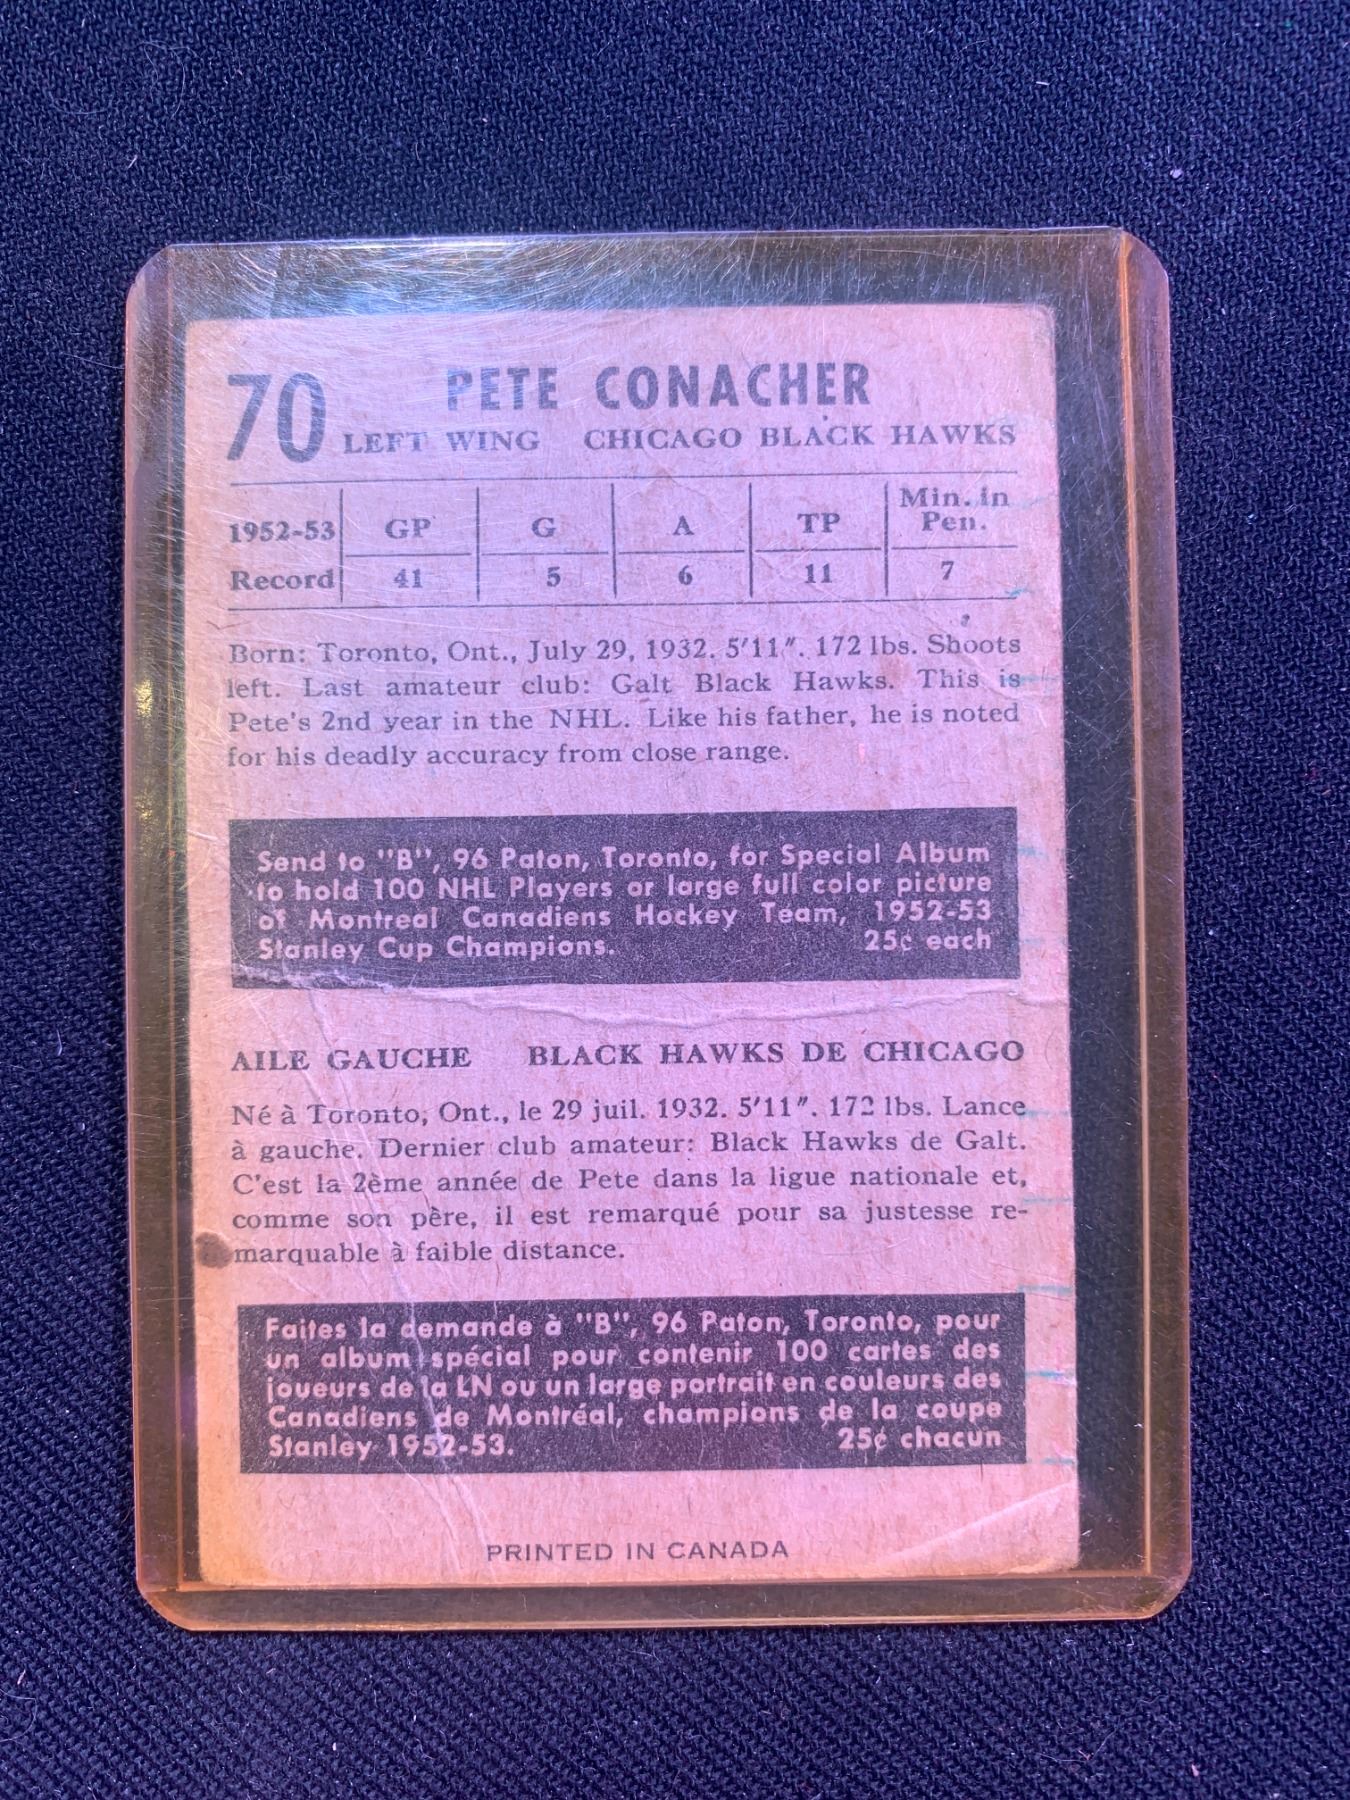 70 PETE CONACHER
LEFT WING CHICAGO BLACK HAWKS
1952-53 GP G A TP Min. in Pen.
Record 41 5 6 11 7
Born: Toronto, Ont., July 29, 1932. 5'11". 172 lbs. Shoots
left. Last amateur club: Galt Black Hawks. This is
Pete's 2nd year in the NHL. Like his father, he is noted
for his deadly accuracy from close range.
Send to "B", 96 Paton, Toronto, for Special Album
to hold 100 NHL Players or large full color picture
of Montreal Canadiens Hockey Team, 1952-53
Stanley Cup Champions. 25¢ each
AILE GAUCHE BLACK HAWKS DE CHICAGO
Né à Toronto, Ont., le 29 juil. 1932. 5'11". 172 lbs. Lance
à gauche. Dernier club amateur: Black Hawks de Galt.
C'est la 2ème année de Pete dans la ligue nationale et,
comme son père, il est remarqué pour sa justesse re-
marquable à faible distance.
Faites la demande à "B", 96 Paton, Toronto, pour
un album spécial pour contenir 100 cartes des
joueurs de la LN ou un large portrait en couleurs des
Canadiens de Montréal, champions de la coupe
Stanley 1952-53. 25¢ chacun
PRINTED IN CANADA